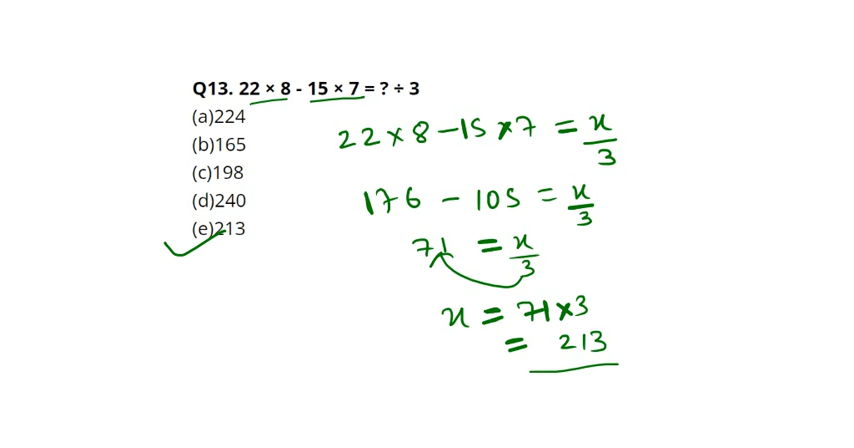 Q13. 22 × 8 - 15 × 7 = ? ÷ 3
(a)224
(b)165
(c)198
(d)240
(e)213
22 × 8 - 15 × 7 = x/3
176 - 105 = x/3
71 = x/3
x = 71 × 3
= 213